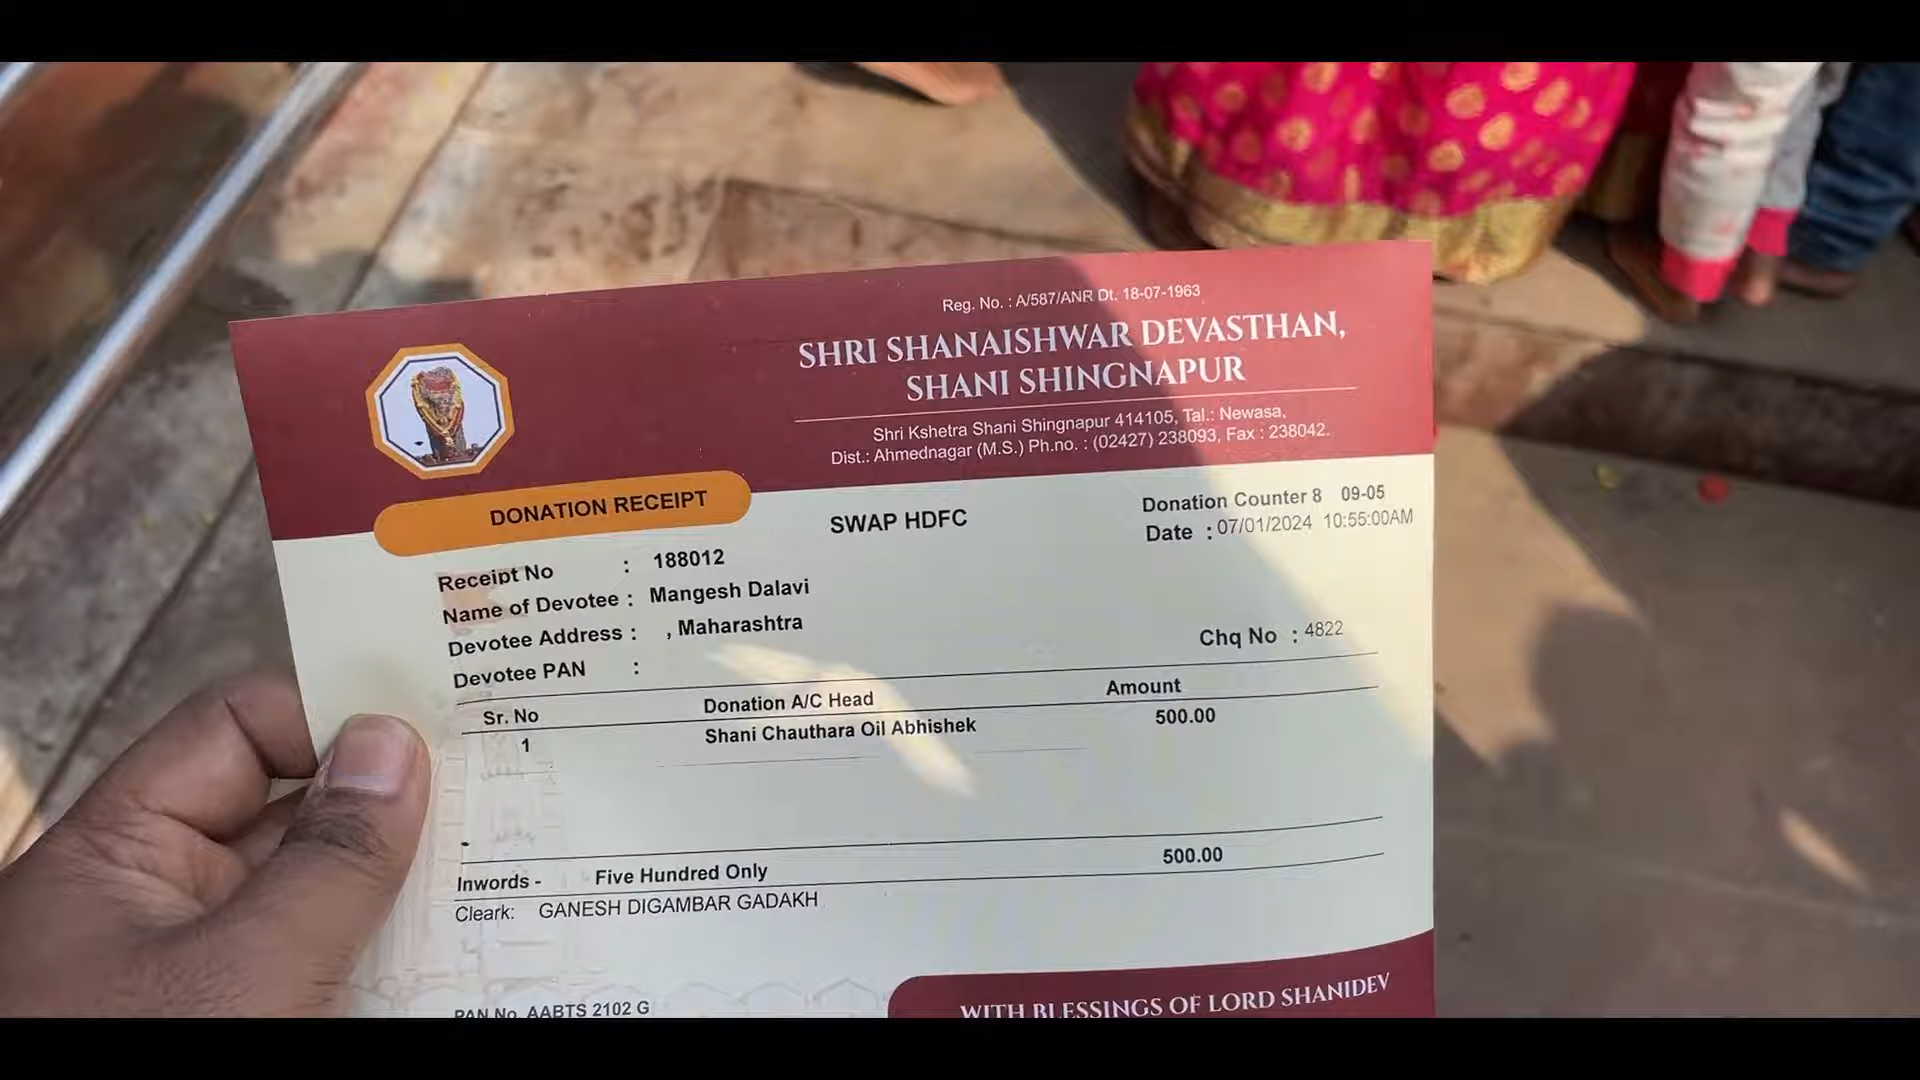 Reg. No. : A/587/ANR Dt. 18-07-1963
SHRI SHANAISHWAR DEVASTHAN,
SHANI SHINGNAPUR
Shri Kshetra Shani Shingnapur 414105, Tal.: Newasa,
Dist.: Ahmednagar (M.S.) Ph.no. : (02427) 238093, Fax : 238042.
DONATION RECEIPT
SWAP HDFC
Donation Counter 8 09-05
Date : 07/01/2024 10:55:00AM
Receipt No : 188012
Name of Devotee : Mangesh Dalavi
Devotee Address : , Maharashtra
Chq No : 4822
Devotee PAN :
Sr. No Donation A/C Head Amount
1 Shani Chauthara Oil Abhishek 500.00
Inwords - Five Hundred Only 500.00
Cleark: GANESH DIGAMBAR GADAKH
PAN No. AABTS 2102 G
WITH BLESSINGS OF LORD SHANIDEV